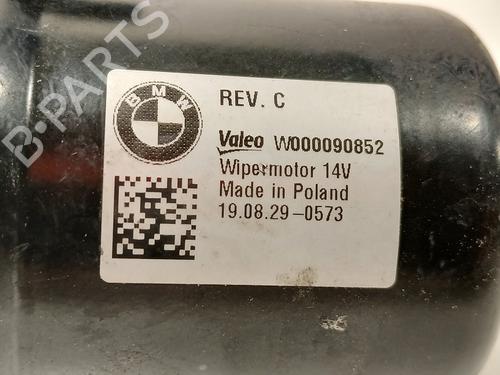 B-PARTS
BMW
REV. C
Valeo W000090852
Wipermotor 14V
Made in Poland
19.08.29-0573